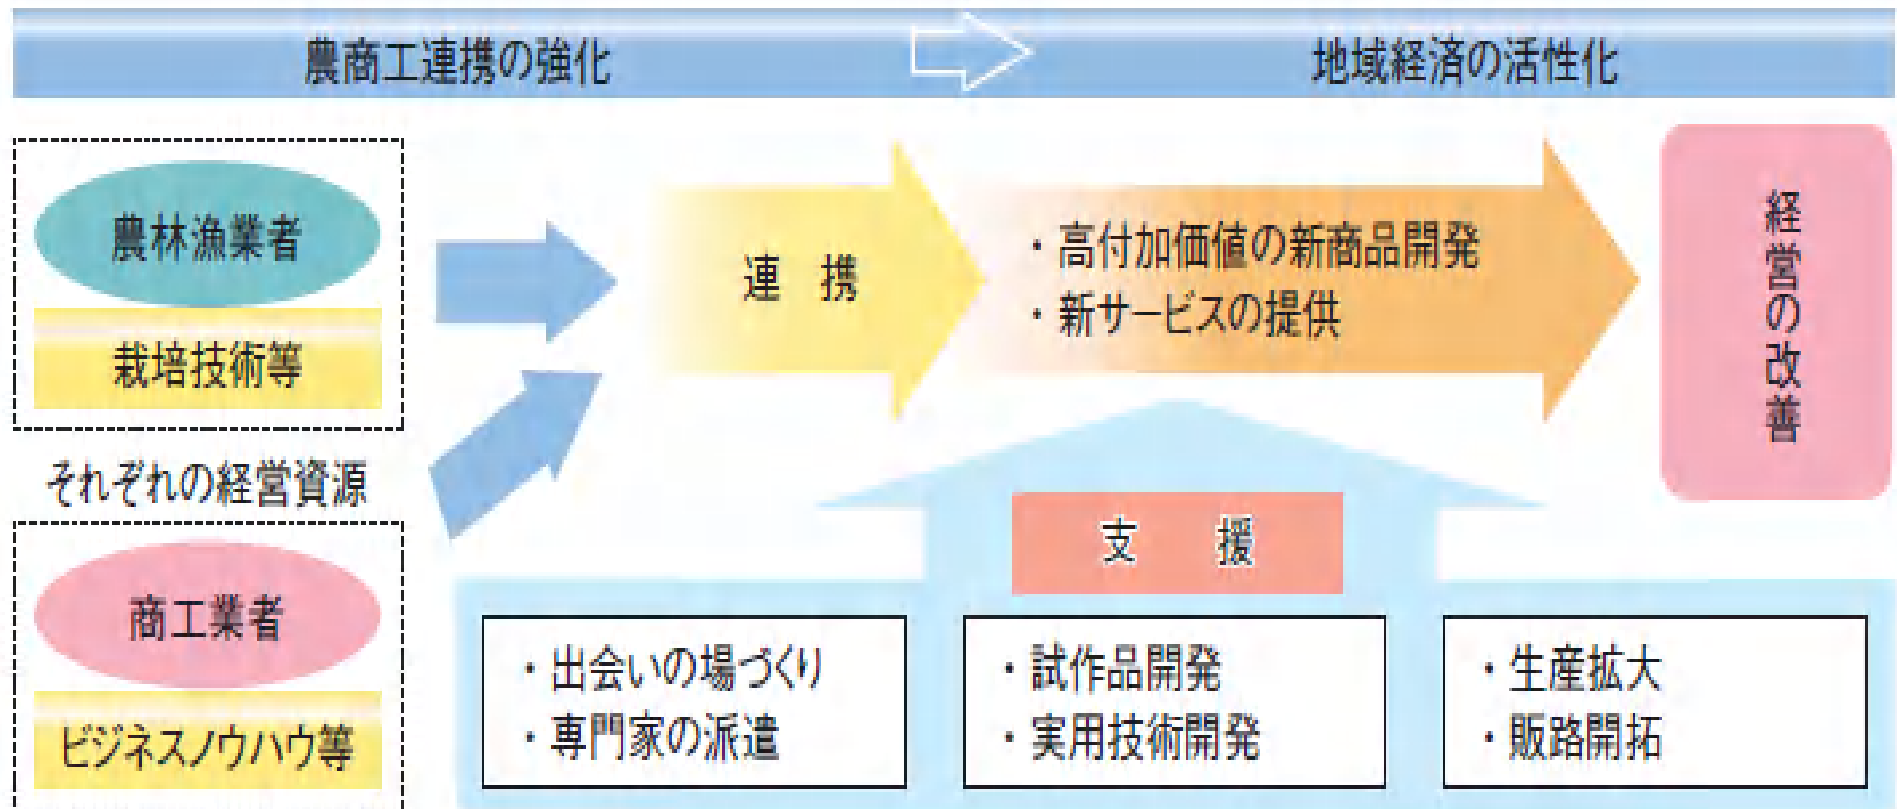 農商工連携の強化
地域経済の活性化
農林漁業者
栽培技術等
それぞれの経営資源
商工業者
ビジネスノウハウ等
連　携
・高付加価値の新商品開発
・新サービスの提供
経営の改善
支　援
・出会いの場づくり
・専門家の派遣
・試作品開発
・実用技術開発
・生産拡大
・販路開拓